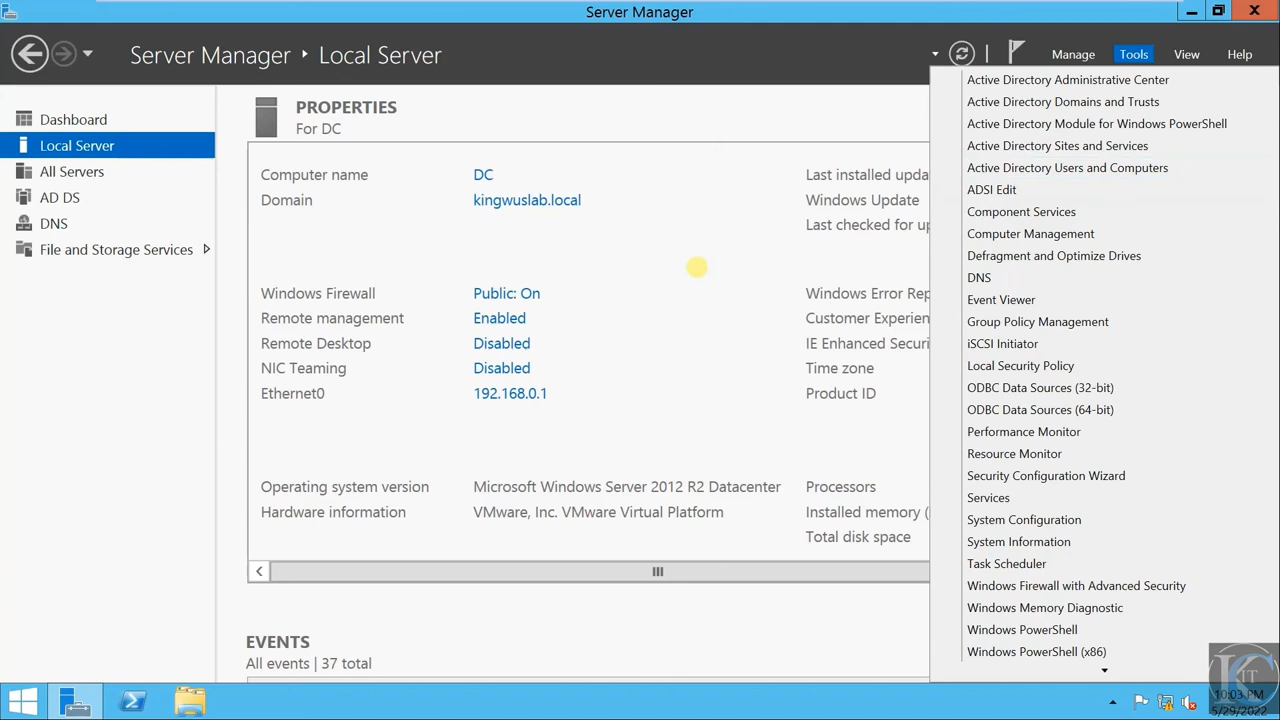 Server Manager
Server Manager ‣ Local Server
Manage Tools View Help
Dashboard
Local Server
All Servers
AD DS
DNS
File and Storage Services
PROPERTIES
For DC
Computer name DC
Domain kingwuslab.local
Windows Firewall Public: On
Remote management Enabled
Remote Desktop Disabled
NIC Teaming Disabled
Ethernet0 192.168.0.1
Operating system version Microsoft Windows Server 2012 R2 Datacenter
Hardware information VMware, Inc. VMware Virtual Platform
Last installed upda
Windows Update
Last checked for up
Windows Error Rep
Customer Experien
IE Enhanced Securi
Time zone
Product ID
Processors
Installed memory (
Total disk space
EVENTS
All events | 37 total
Active Directory Administrative Center
Active Directory Domains and Trusts
Active Directory Module for Windows PowerShell
Active Directory Sites and Services
Active Directory Users and Computers
ADSI Edit
Component Services
Computer Management
Defragment and Optimize Drives
DNS
Event Viewer
Group Policy Management
iSCSI Initiator
Local Security Policy
ODBC Data Sources (32-bit)
ODBC Data Sources (64-bit)
Performance Monitor
Resource Monitor
Security Configuration Wizard
Services
System Configuration
System Information
Task Scheduler
Windows Firewall with Advanced Security
Windows Memory Diagnostic
Windows PowerShell
Windows PowerShell (x86)
10:03 PM
5/29/2022